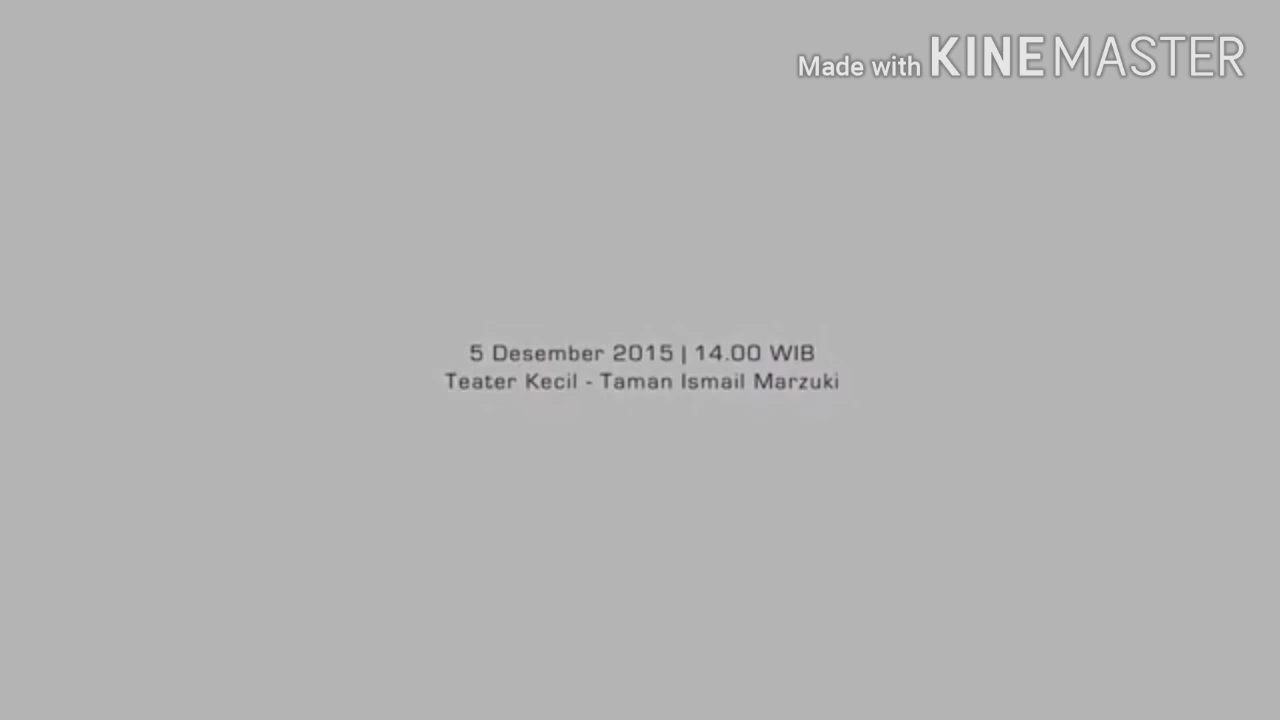 Made with KINEMASTER
5 Desember 2015 | 14.00 WIB
Teater Kecil - Taman Ismail Marzuki